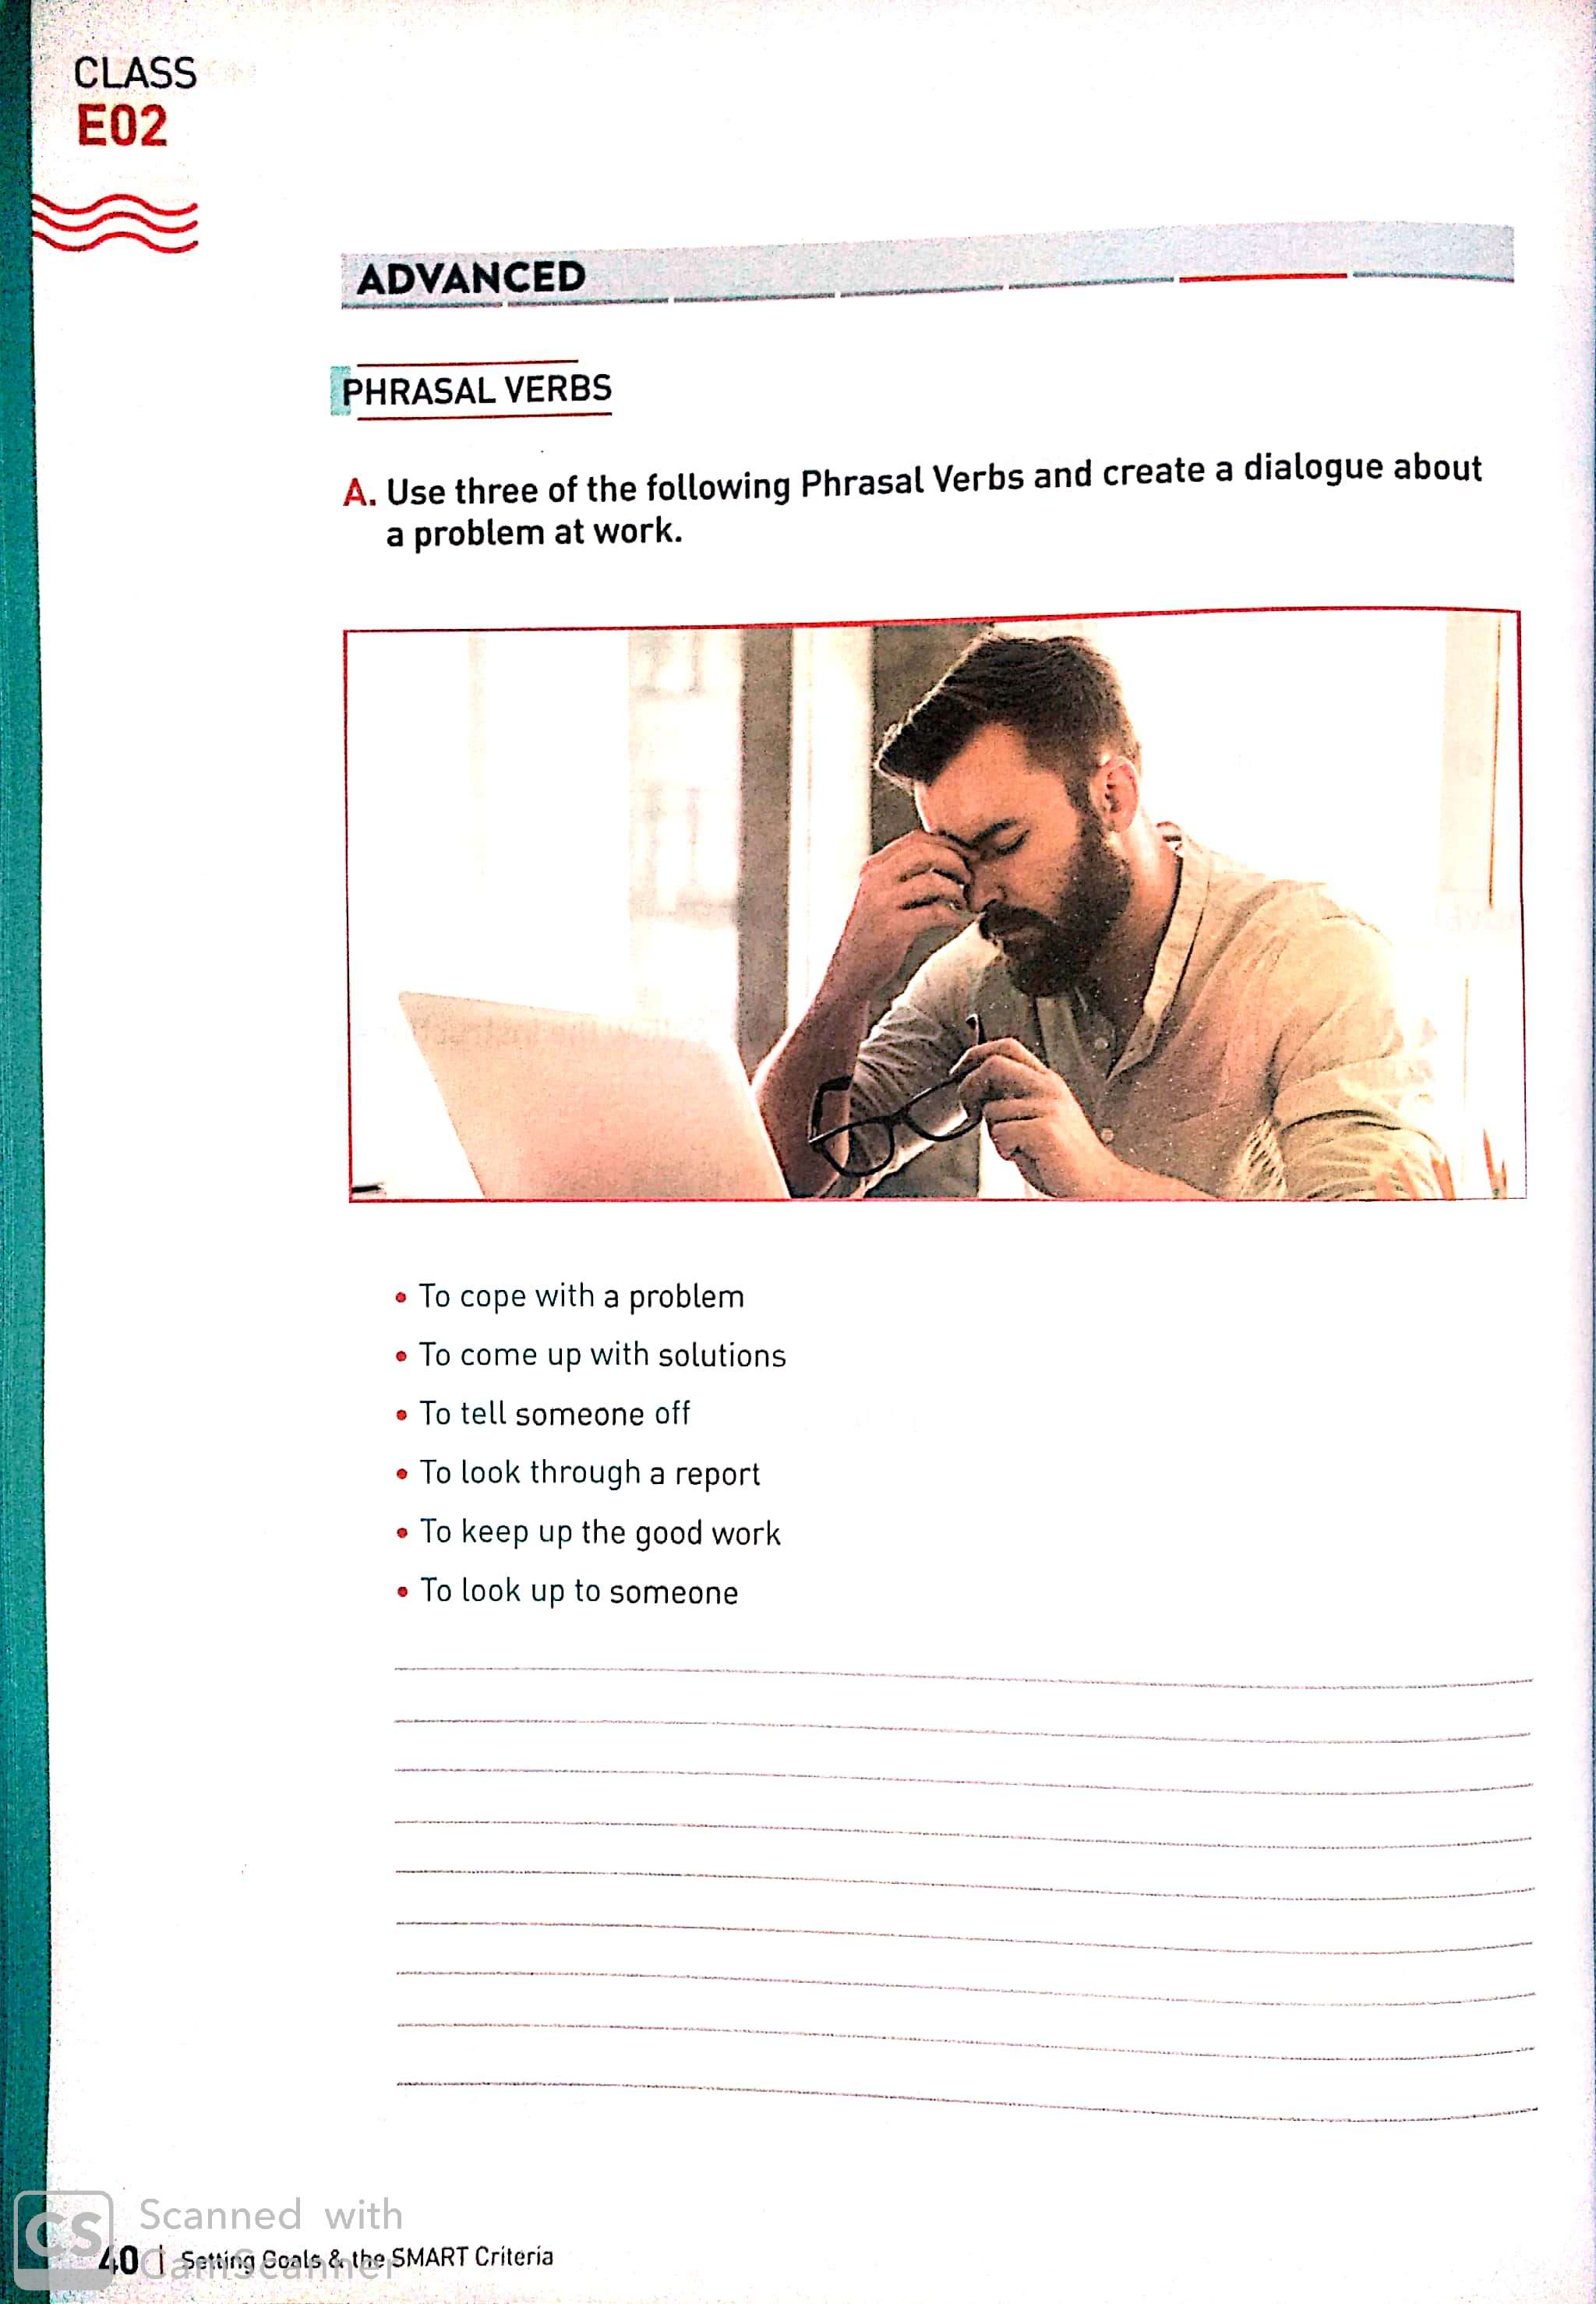 CLASS
E02
ADVANCED
PHRASAL VERBS
A. Use three of the following Phrasal Verbs and create a dialogue about
a problem at work.
• To cope with a problem
• To come up with solutions
• To tell someone off
• To look through a report
• To keep up the good work
• To look up to someone
40 | Setting Goals & the SMART Criteria
CS
Scanned with
CamScanner